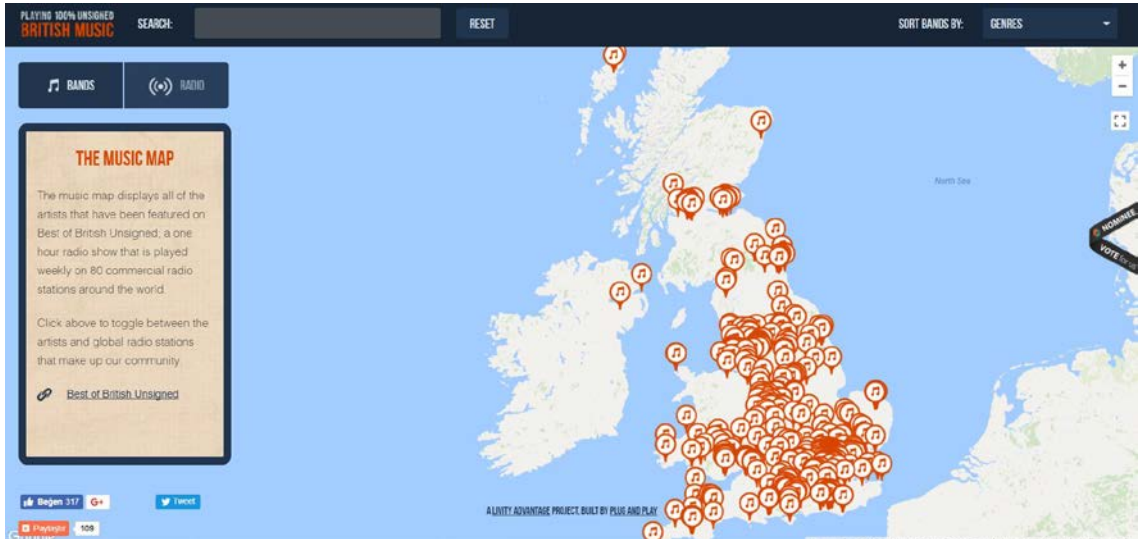 PLAYING 100% UNSIGNED
BRITISH MUSIC
SEARCH:
RESET
SORT BANDS BY:
GENRES
BANDS
RADIO
THE MUSIC MAP
The music map displays all of the
artists that have been featured on
Best of British Unsigned; a one
hour radio show that is played
weekly on 80 commercial radio
stations around the world.
Click above to toggle between the
artists and global radio stations
that make up our community.
Best of British Unsigned
North Sea
NOMINEE
VOTE for us
Beğen 317
G+
Tweet
Paylaşılır
109
A LIVITY ADVANTAGE PROJECT, BUILT BY PLUG AND PLAY